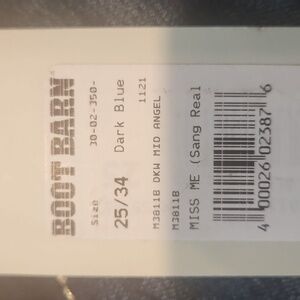 BOOT BARN
30-02-350-
Size
25/34 Dark Blue
1121
M3811B DKW MID ANGEL
M3811B
MISS ME (Sang Real
4 00026 02387 6